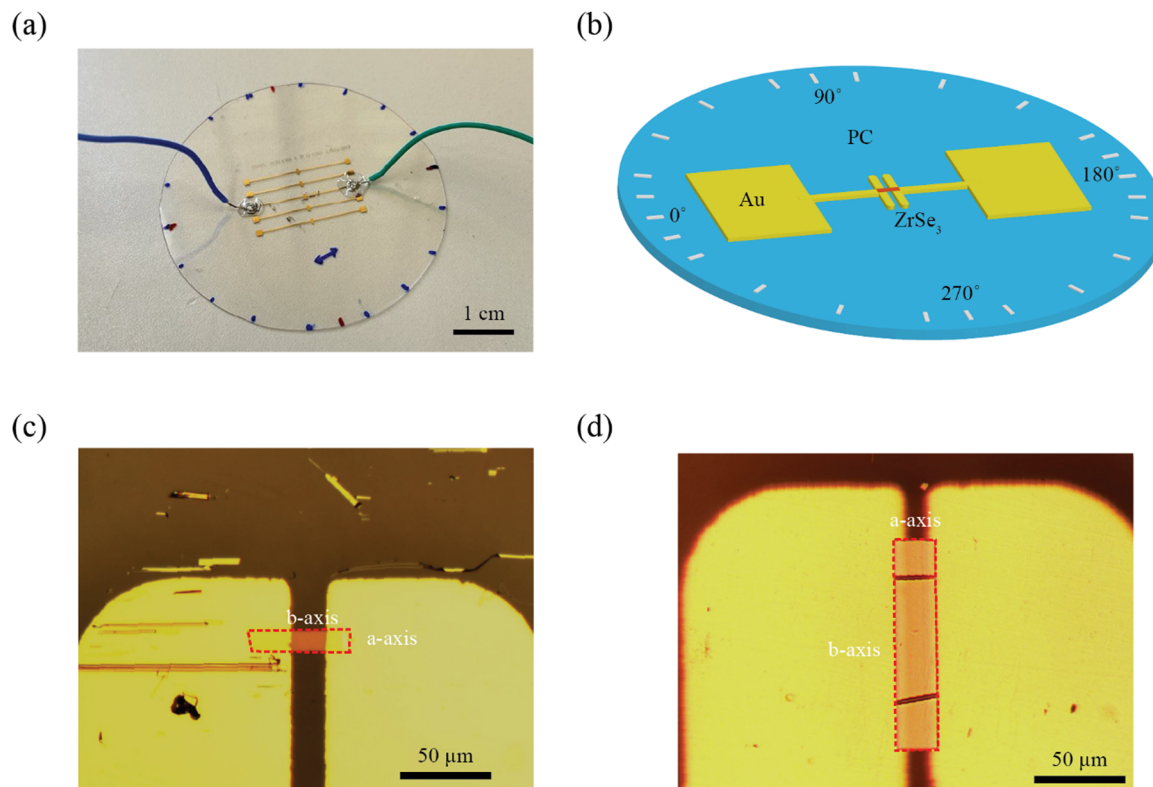 (a)
1 cm
(b)
90°
PC
180°
Au
0°
ZrSe₃
270°
(c)
b-axis
a-axis
50 μm
(d)
a-axis
b-axis
50 μm